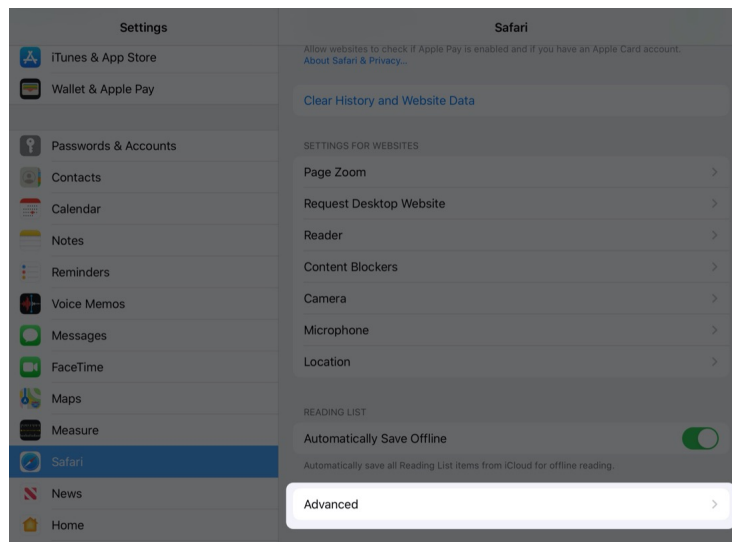 Settings
iTunes & App Store
Wallet & Apple Pay
Passwords & Accounts
Contacts
Calendar
Notes
Reminders
Voice Memos
Messages
FaceTime
Maps
Measure
Safari
News
Home
Safari
Allow websites to check if Apple Pay is enabled and if you have an Apple Card account.
About Safari & Privacy...
Clear History and Website Data
SETTINGS FOR WEBSITES
Page Zoom
Request Desktop Website
Reader
Content Blockers
Camera
Microphone
Location
READING LIST
Automatically Save Offline
Automatically save all Reading List items from iCloud for offline reading.
Advanced